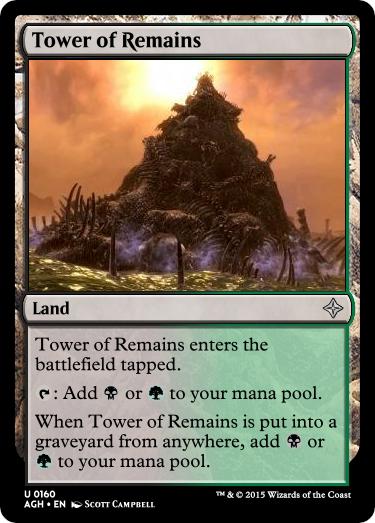 Tower of Remains
Land
Tower of Remains enters the
battlefield tapped.
: Add or to your mana pool.
When Tower of Remains is put into a
graveyard from anywhere, add or
to your mana pool.
U 0160
AGH • EN Scott Campbell
™ & © 2015 Wizards of the Coast